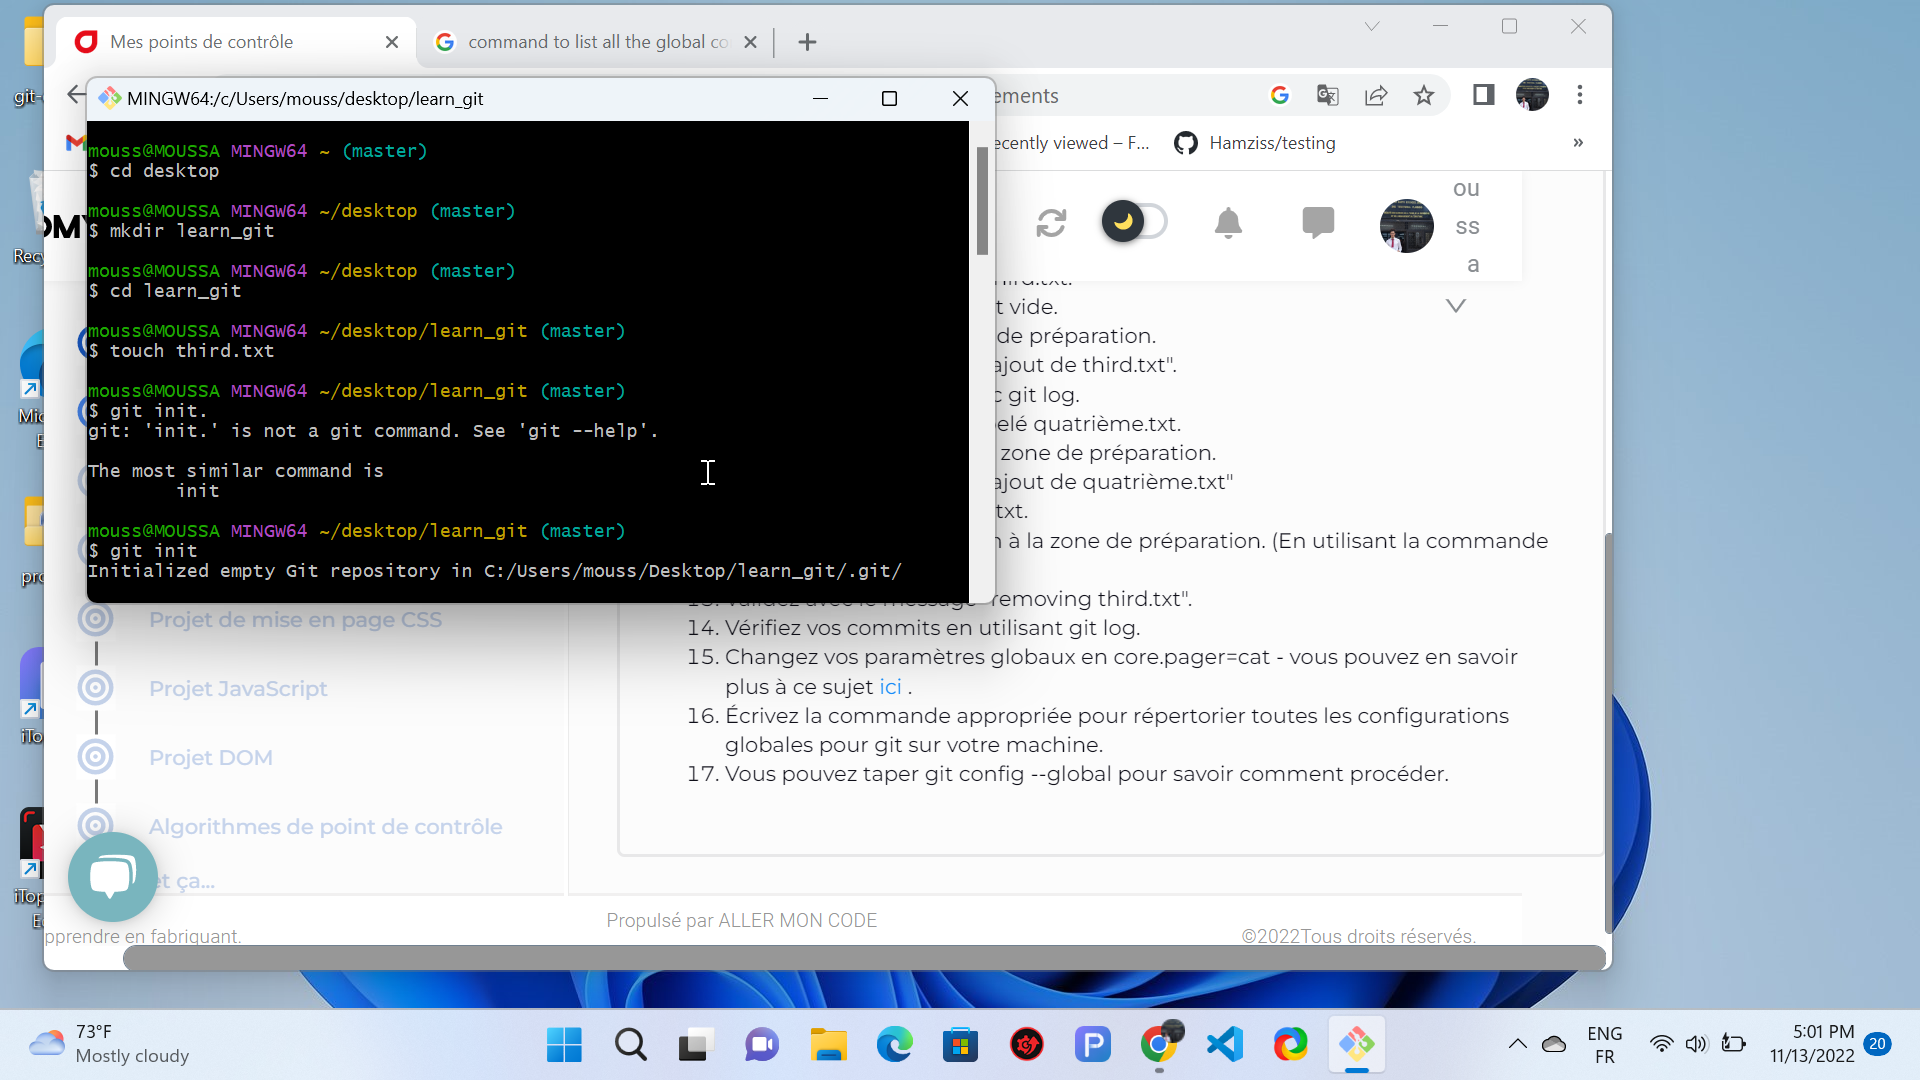 Mes points de contrôle
command to list all the global co
git-
MINGW64:/c/Users/mouss/desktop/learn_git
ements
ecently viewed – F...
Hamziss/testing
»
mouss@MOUSSA MINGW64 ~ (master)
$ cd desktop
mouss@MOUSSA MINGW64 ~/desktop (master)
$ mkdir learn_git
mouss@MOUSSA MINGW64 ~/desktop (master)
$ cd learn_git
mouss@MOUSSA MINGW64 ~/desktop/learn_git (master)
$ touch third.txt
mouss@MOUSSA MINGW64 ~/desktop/learn_git (master)
$ git init.
git: 'init.' is not a git command. See 'git --help'.
The most similar command is
init
mouss@MOUSSA MINGW64 ~/desktop/learn_git (master)
$ git init
Initialized empty Git repository in C:/Users/mouss/Desktop/learn_git/.git/
OMY
Recy
Mic
E
pro
iTo
iTop
Ec
ou
ss
a
t vide.
de préparation.
ajout de third.txt".
c git log.
elé quatrième.txt.
zone de préparation.
ajout de quatrième.txt"
txt.
n à la zone de préparation. (En utilisant la commande
removing third.txt".
14. Vérifiez vos commits en utilisant git log.
15. Changez vos paramètres globaux en core.pager=cat - vous pouvez en savoir
plus à ce sujet ici .
16. Écrivez la commande appropriée pour répertorier toutes les configurations
globales pour git sur votre machine.
17. Vous pouvez taper git config --global pour savoir comment procéder.
Projet de mise en page CSS
Projet JavaScript
Projet DOM
Algorithmes de point de contrôle
t ça...
Propulsé par ALLER MON CODE
pprendre en fabriquant.
©2022Tous droits réservés.
73°F
Mostly cloudy
ENG
FR
5:01 PM
11/13/2022
20